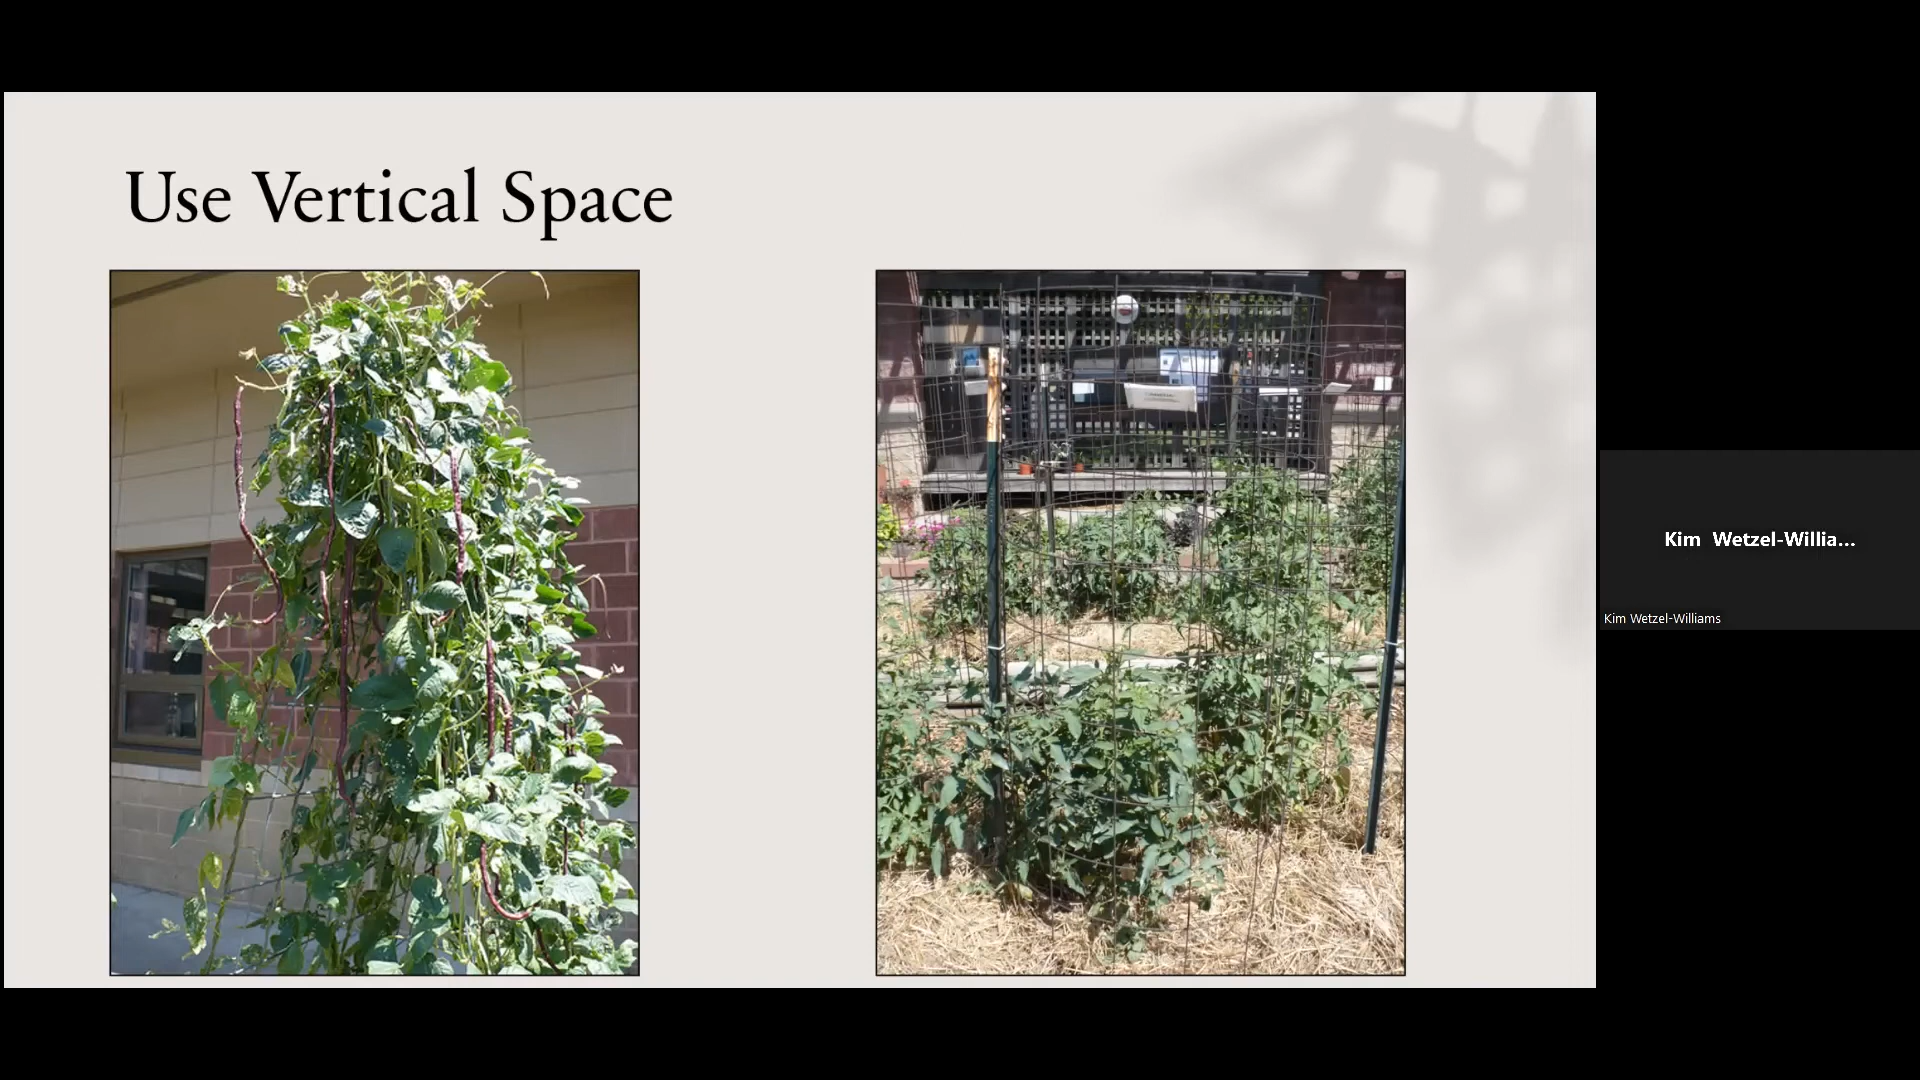 Use Vertical Space
Kim Wetzel-Willia...
Kim Wetzel-Williams